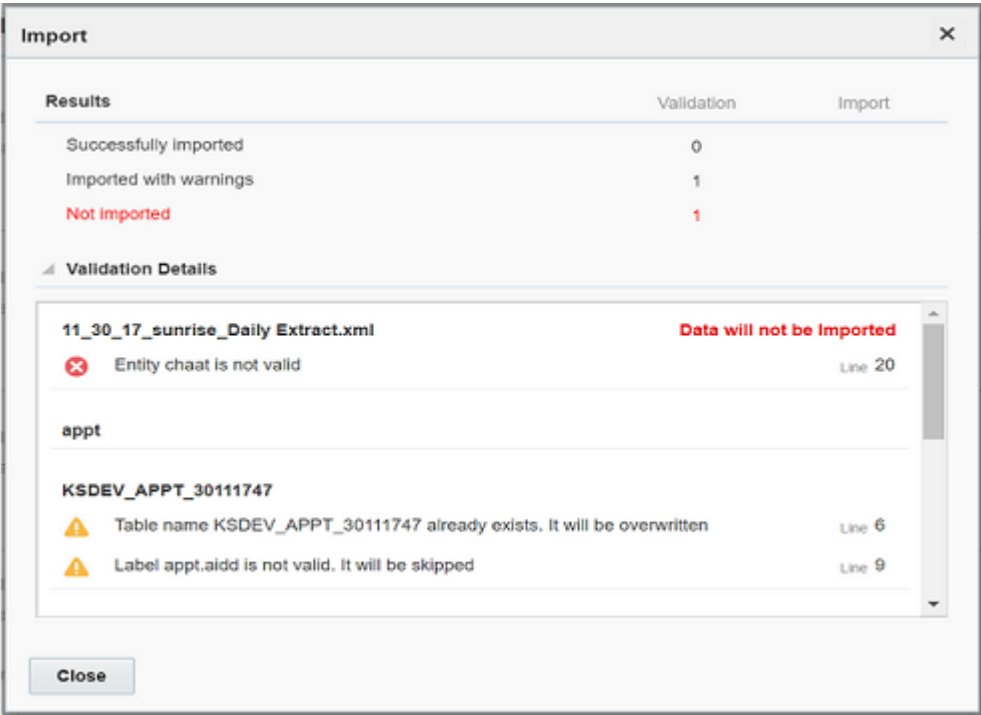 Import
Results Validation Import
Successfully imported 0
Imported with warnings 1
Not imported 1
Validation Details
11_30_17_sunrise_Daily Extract.xml Data will not be Imported
Entity chaat is not valid Line 20
appt
KSDEV_APPT_30111747
Table name KSDEV_APPT_30111747 already exists. It will be overwritten Line 6
Label appt.aidd is not valid. It will be skipped Line 9
Close